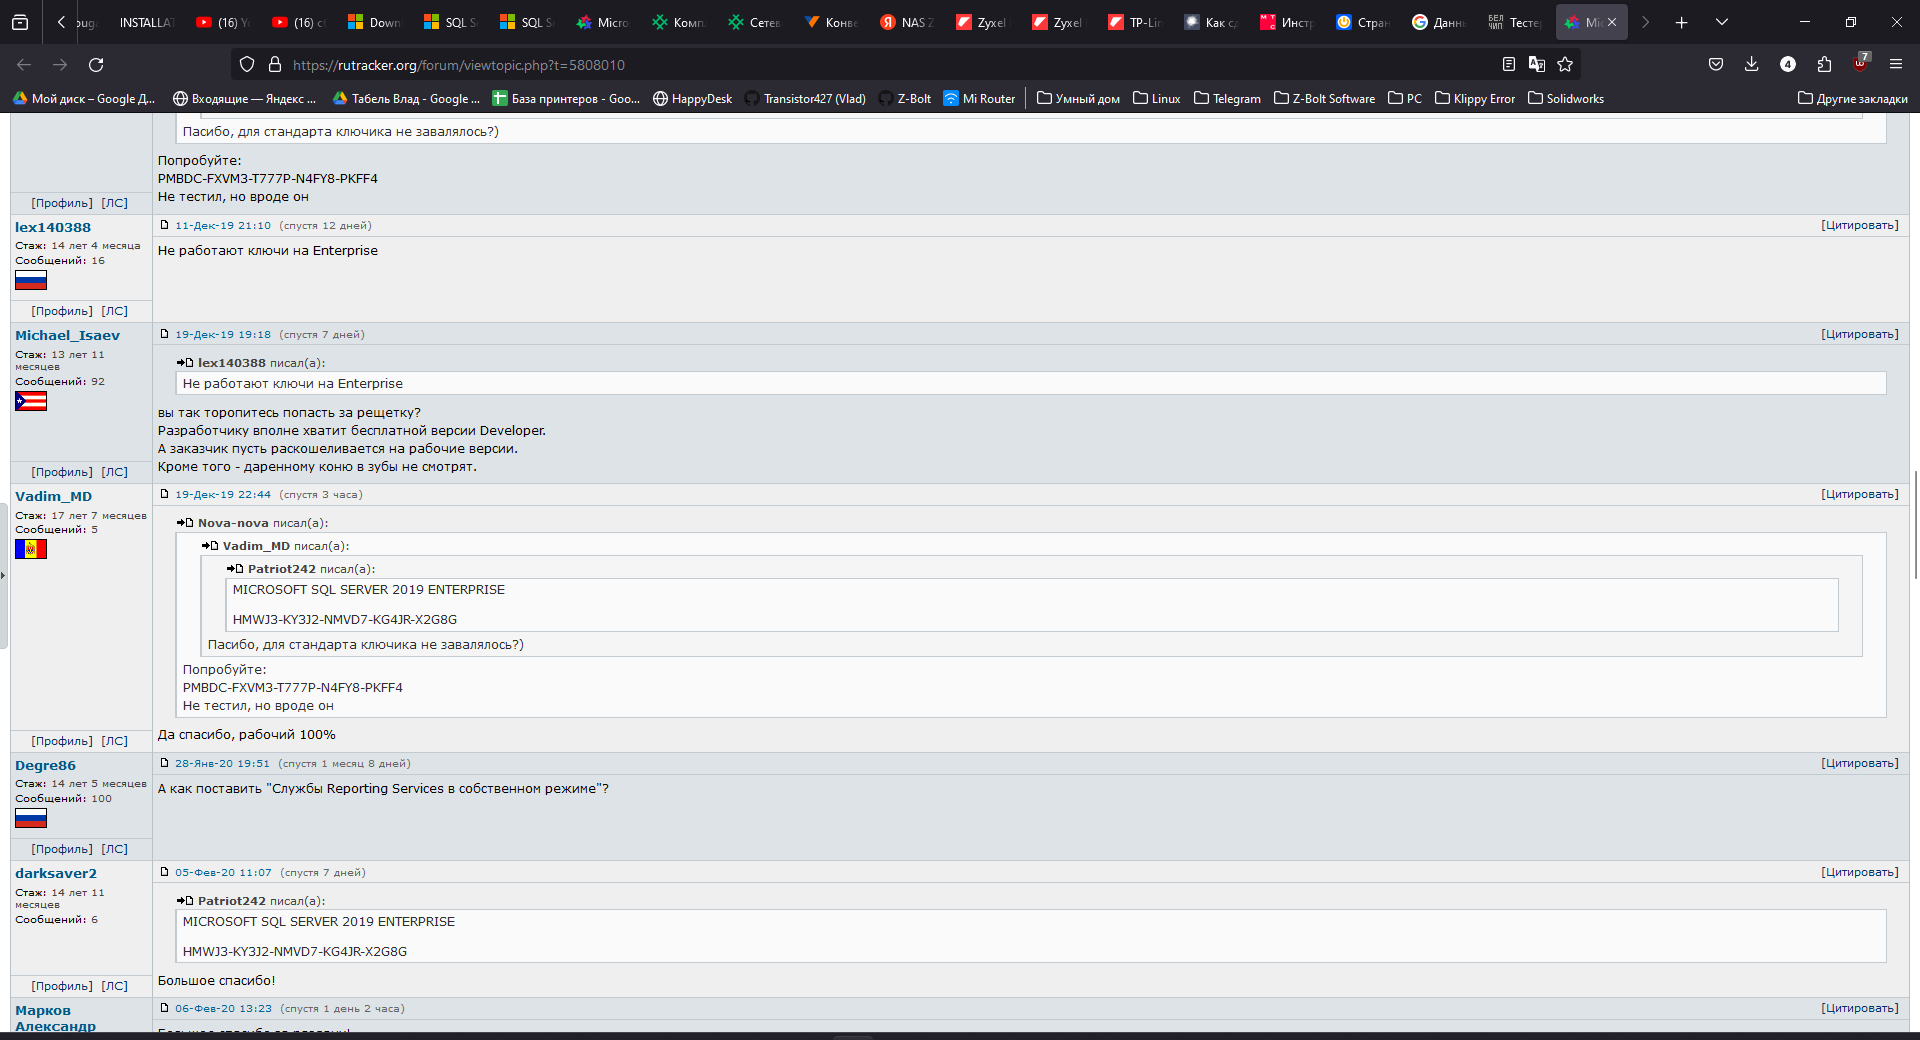 INSTALLAT
(16) Y
(16) c
Down
SQL S
SQL S
Micro
Комп
Сетев
Конве
NAS Z
Zyxel
Zyxel
TP-Lin
Как сд
Инстр
Стран
Даннь
Тестер
Mic
https://rutracker.org/forum/viewtopic.php?t=5808010
4
7
Мой диск – Google Д...
Входящие — Яндекс ...
Табель Влад - Google ...
База принтеров - Goo...
HappyDesk
Transistor427 (Vlad)
Z-Bolt
Mi Router
Умный дом
Linux
Telegram
Z-Bolt Software
PC
Klippy Error
Solidworks
Другие закладки
Пасибо, для стандарта ключика не завалялось?)
Попробуйте:
PMBDC-FXVM3-T777P-N4FY8-PKFF4
Не тестил, но вроде он
[Профиль] [ЛС]
lex140388
Стаж: 14 лет 4 месяца
Сообщений: 16
[Профиль] [ЛС]
11-Дек-19 21:10 (спустя 12 дней)
[Цитировать]
Не работают ключи на Enterprise
Michael_Isaev
Стаж: 13 лет 11
месяцев
Сообщений: 92
[Профиль] [ЛС]
19-Дек-19 19:18 (спустя 7 дней)
[Цитировать]
lex140388 писал(а):
Не работают ключи на Enterprise
вы так торопитесь попасть за рещетку?
Разработчику вполне хватит бесплатной версии Developer.
А заказчик пусть раскошеливается на рабочие версии.
Кроме того - даренному коню в зубы не смотрят.
Vadim_MD
Стаж: 17 лет 7 месяцев
Сообщений: 5
[Профиль] [ЛС]
19-Дек-19 22:44 (спустя 3 часа)
[Цитировать]
Nova-nova писал(а):
Vadim_MD писал(а):
Patriot242 писал(а):
MICROSOFT SQL SERVER 2019 ENTERPRISE
HMWJ3-KY3J2-NMVD7-KG4JR-X2G8G
Пасибо, для стандарта ключика не завалялось?)
Попробуйте:
PMBDC-FXVM3-T777P-N4FY8-PKFF4
Не тестил, но вроде он
Да спасибо, рабочий 100%
Degre86
Стаж: 14 лет 5 месяцев
Сообщений: 100
[Профиль] [ЛС]
28-Янв-20 19:51 (спустя 1 месяц 8 дней)
[Цитировать]
А как поставить "Службы Reporting Services в собственном режиме"?
darksaver2
Стаж: 14 лет 11
месяцев
Сообщений: 6
[Профиль] [ЛС]
05-Фев-20 11:07 (спустя 7 дней)
[Цитировать]
Patriot242 писал(а):
MICROSOFT SQL SERVER 2019 ENTERPRISE
HMWJ3-KY3J2-NMVD7-KG4JR-X2G8G
Большое спасибо!
Марков
Александр
06-Фев-20 13:23 (спустя 1 день 2 часа)
[Цитировать]